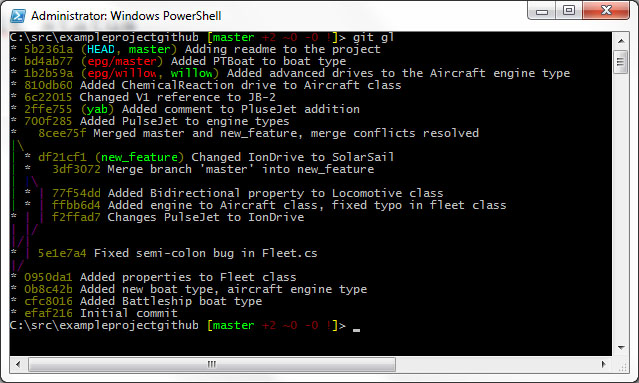 Administrator: Windows PowerShell
C:\src\exampleprojectgithub [master +2 ~0 -0 !]> git gl
* 5b2361a (HEAD, master) Adding readme to the project
* bd4ab77 (epg/master) Added PTBoat to boat type
* 1b2b59a (epg/willow, willow) Added advanced drives to the Aircraft engine type
* 810db60 Added ChemicalReaction drive to Aircraft class
* 6c22015 Changed V1 reference to JB-2
* 2ffe755 (yab) Added comment to PluseJet addition
* 700f285 Added PulseJet to engine types
*   8cee75f Merged master and new_feature, merge conflicts resolved
|\
| * df21cf1 (new_feature) Changed IonDrive to SolarSail
| *   3df3072 Merge branch 'master' into new_feature
| |\
| * | 77f54dd Added Bidirectional property to Locomotive class
| * | ffbb6d4 Added engine to Aircraft class, fixed typo in fleet class
* | | f2ffad7 Changes PulseJet to IonDrive
| |/
|/|
* | 5e1e7a4 Fixed semi-colon bug in Fleet.cs
|/
* 0950da1 Added properties to Fleet class
* 0b8c42b Added new boat type, aircraft engine type
* cfc8016 Added Battleship boat type
* efaf216 Initial commit
C:\src\exampleprojectgithub [master +2 ~0 -0 !]> _